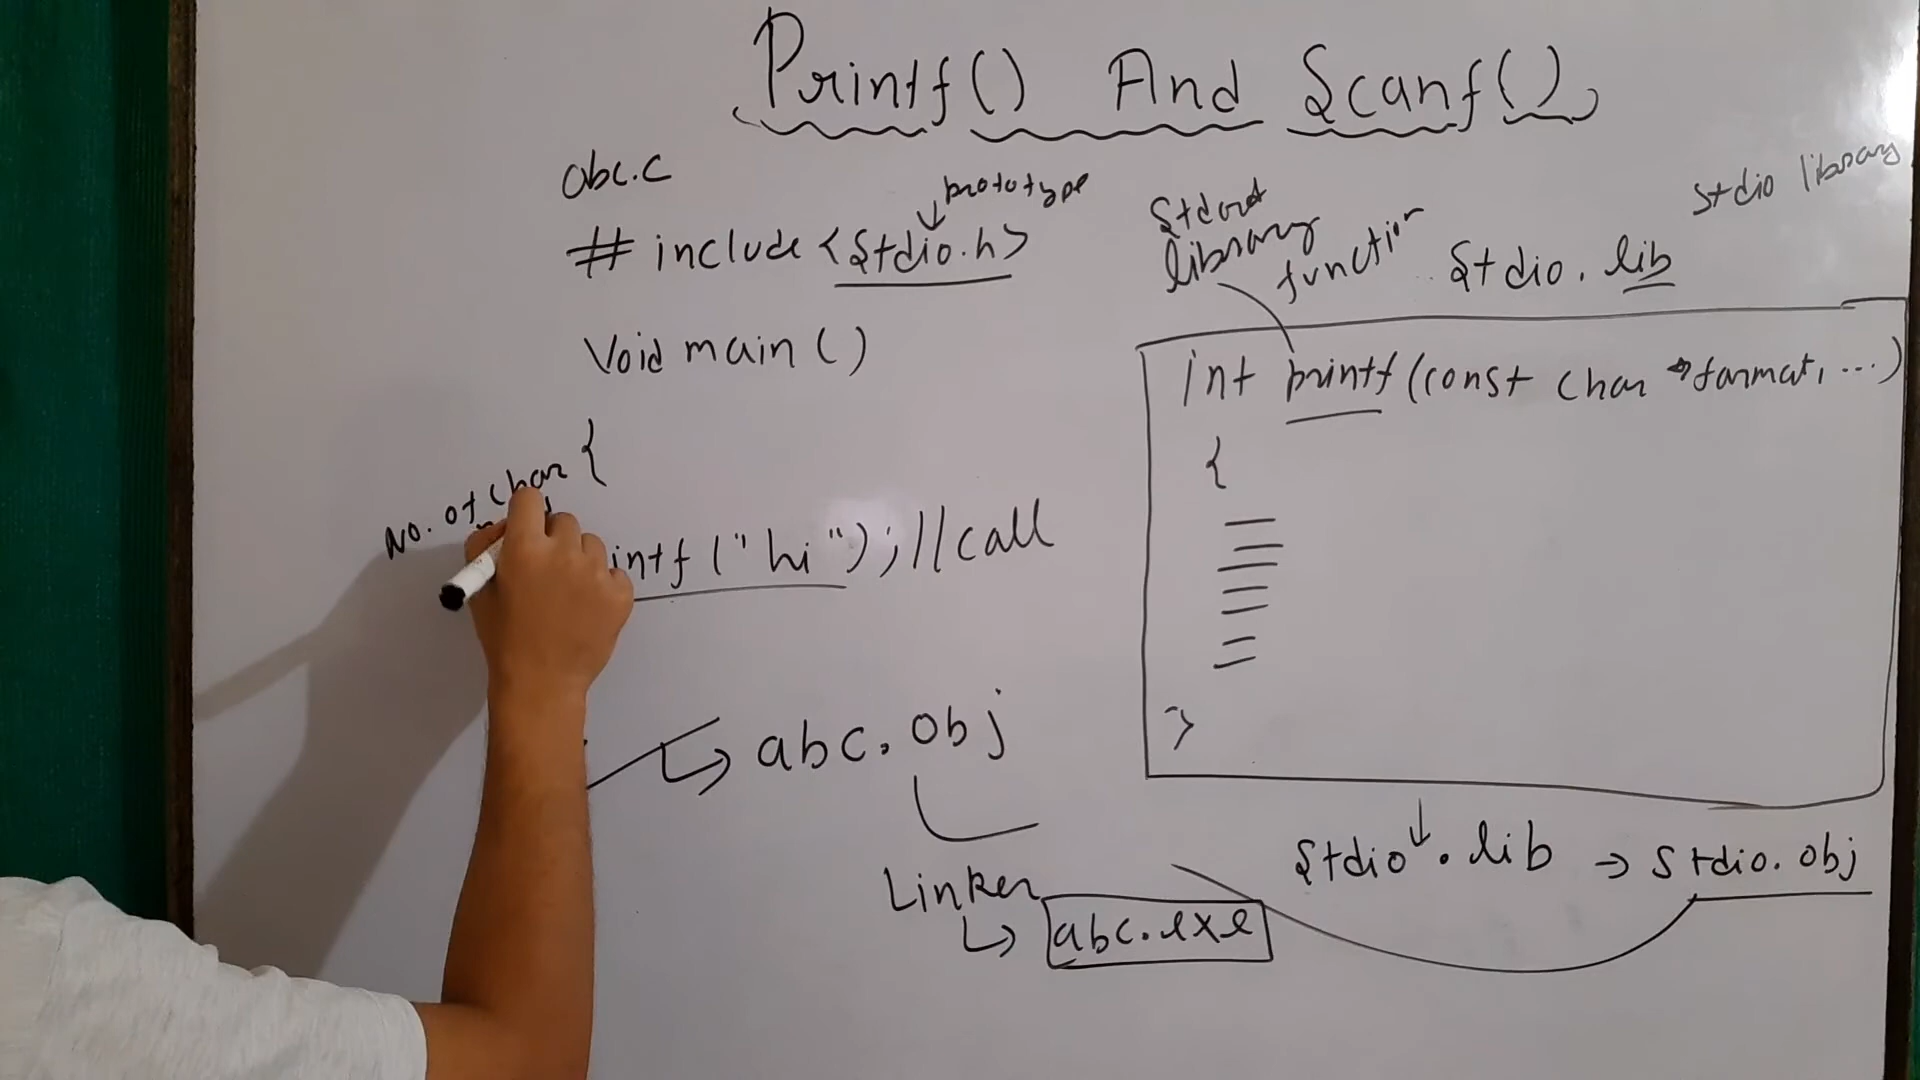 Printf() And Scanf()
abc.c
prototype
# include <Stdio.h>
Void main()
{
No. of char
intf ("hi"); //call
abc.obj
Linker
abc.exe
library
function
Stdio.lib
Stdio library
int printf (const char *format, ...)
{
}
Stdio.lib → Stdio.obj